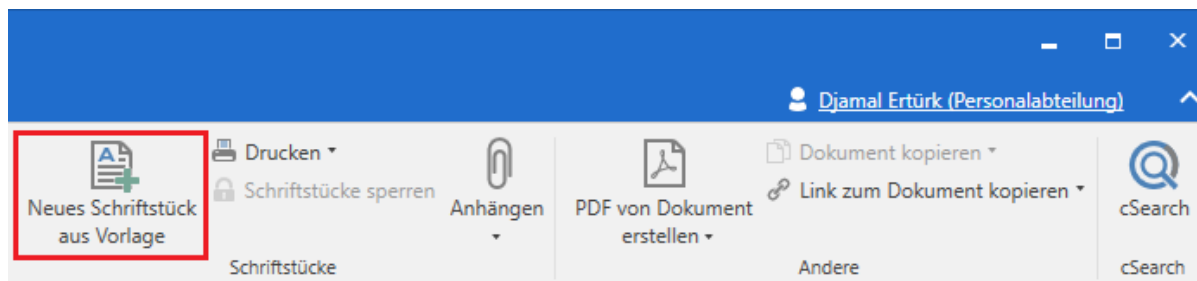 Djamal Ertürk (Personalabteilung)
Neues Schriftstück
aus Vorlage
Drucken
Schriftstücke sperren
Anhängen
Schriftstücke
PDF von Dokument
erstellen
Dokument kopieren
Link zum Dokument kopieren
Andere
cSearch
cSearch